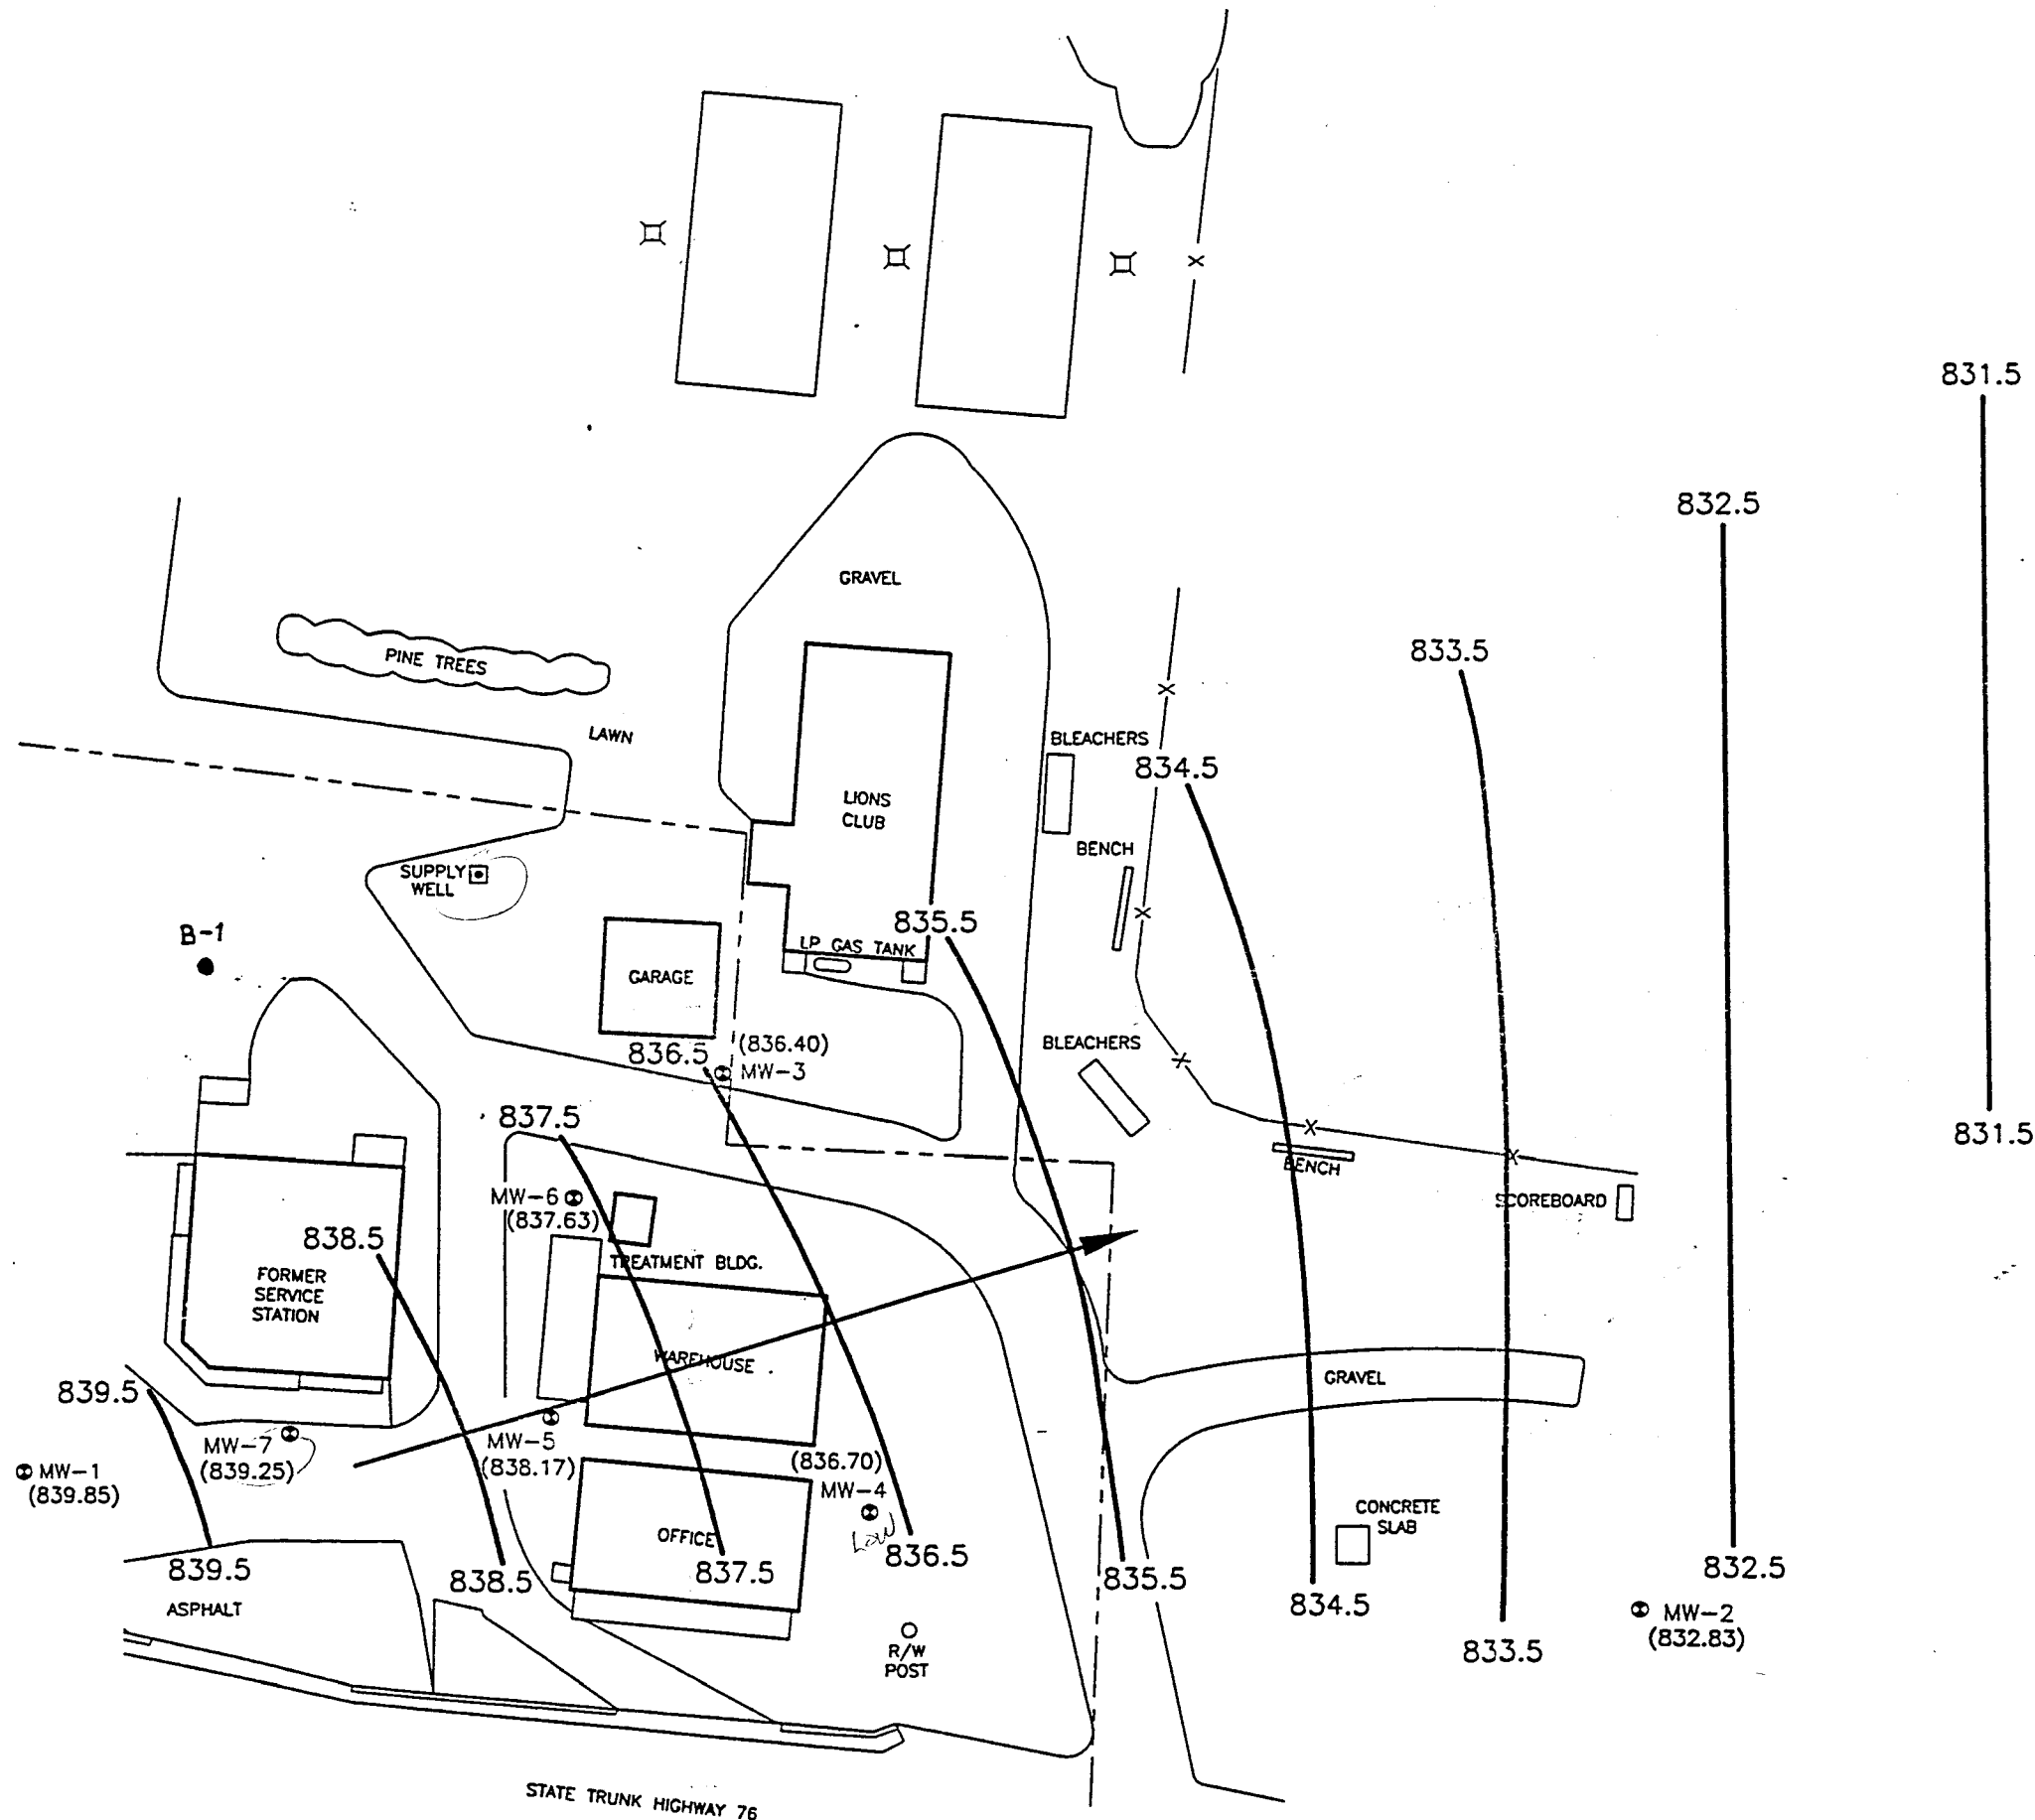 831.5
832.5
GRAVEL
833.5
PINE TREES
LAWN
BLEACHERS
834.5
LIONS
CLUB
BENCH
SUPPLY
WELL
835.5
B-1
LP GAS TANK
GARAGE
(836.40)
836.5
MW-3
BLEACHERS
837.5
831.5
BENCH
MW-6
(837.63)
SCOREBOARD
838.5
TREATMENT BLDG.
FORMER
SERVICE
STATION
WAREHOUSE
GRAVEL
839.5
MW-7
(839.25)
MW-5
(838.17)
(836.70)
MW-4
MW-1
(839.85)
Low
CONCRETE
SLAB
OFFICE
836.5
839.5
838.5
837.5
835.5
832.5
834.5
ASPHALT
MW-2
(832.83)
R/W
POST
833.5
STATE TRUNK HIGHWAY 76